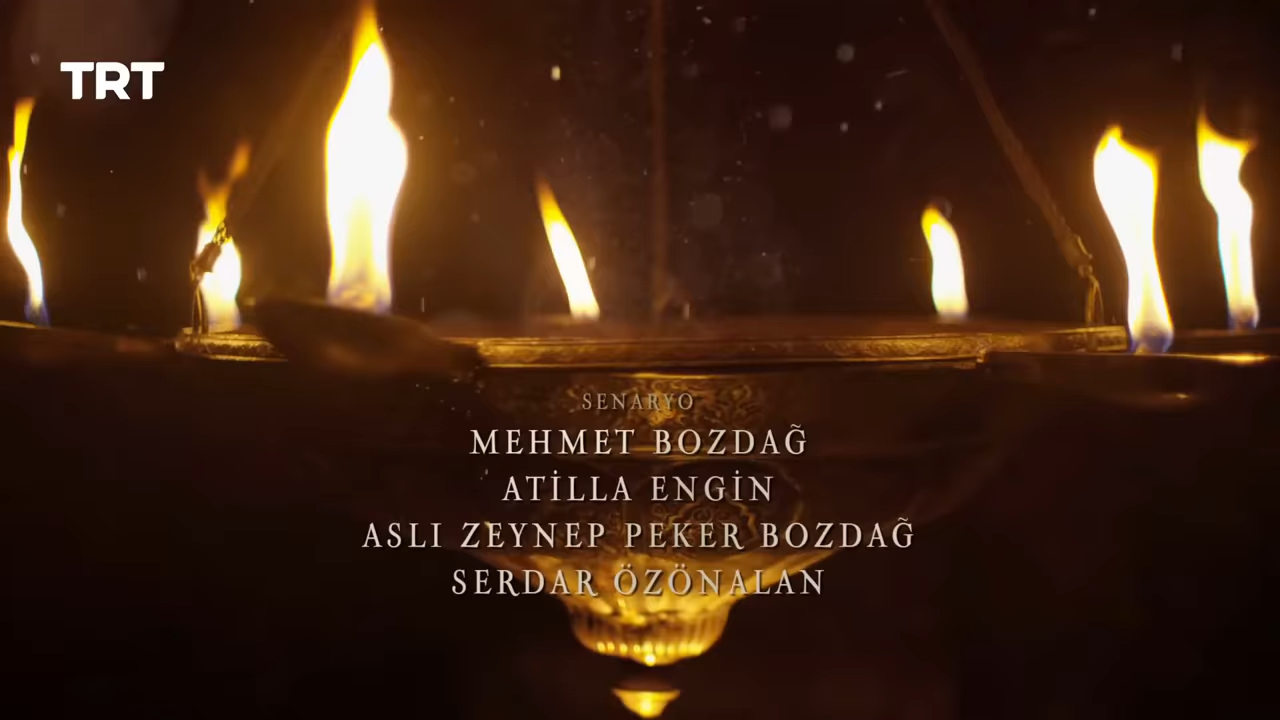 TRT
SENARYO
MEHMET BOZDAĞ
ATİLLA ENGİN
ASLI ZEYNEP PEKER BOZDAĞ
SERDAR ÖZÖNALAN